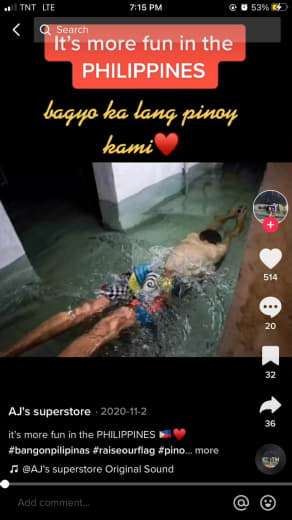 TNT LTE
7:15 PM
53%
Search
It's more fun in the
PHILIPPINES
bagyo ka lang pinoy
kami❤️
514
20
32
36
AJ's superstore · 2020-11-2
it's more fun in the PHILIPPINES 🇵🇭❤️
#bangonpilipinas #raiseourflag #pino... more
♫ @AJ's superstore Original Sound
Add comment...